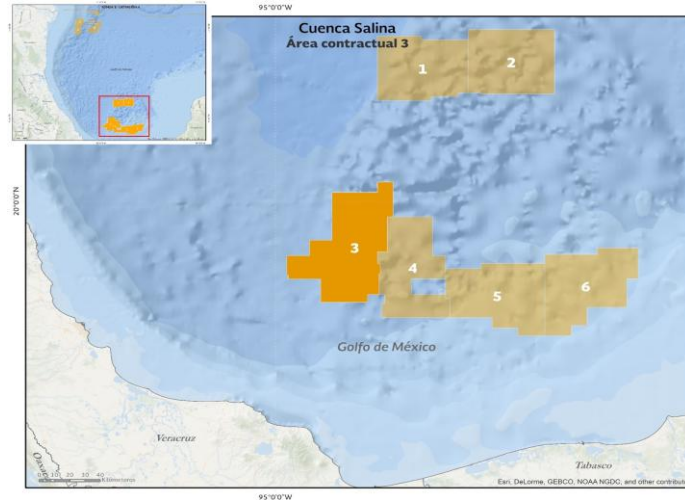 95°0'0"W
Cuenca Salina
Área contractual 3
1
2
20°0'0"N
3
4
5
6
Golfo de México
Veracruz
Tabasco
Oaxaca
0 10 20 30 40
Kilómetros
Esri, DeLorme, GEBCO, NOAA NGDC, and other contribut
95°0'0"W